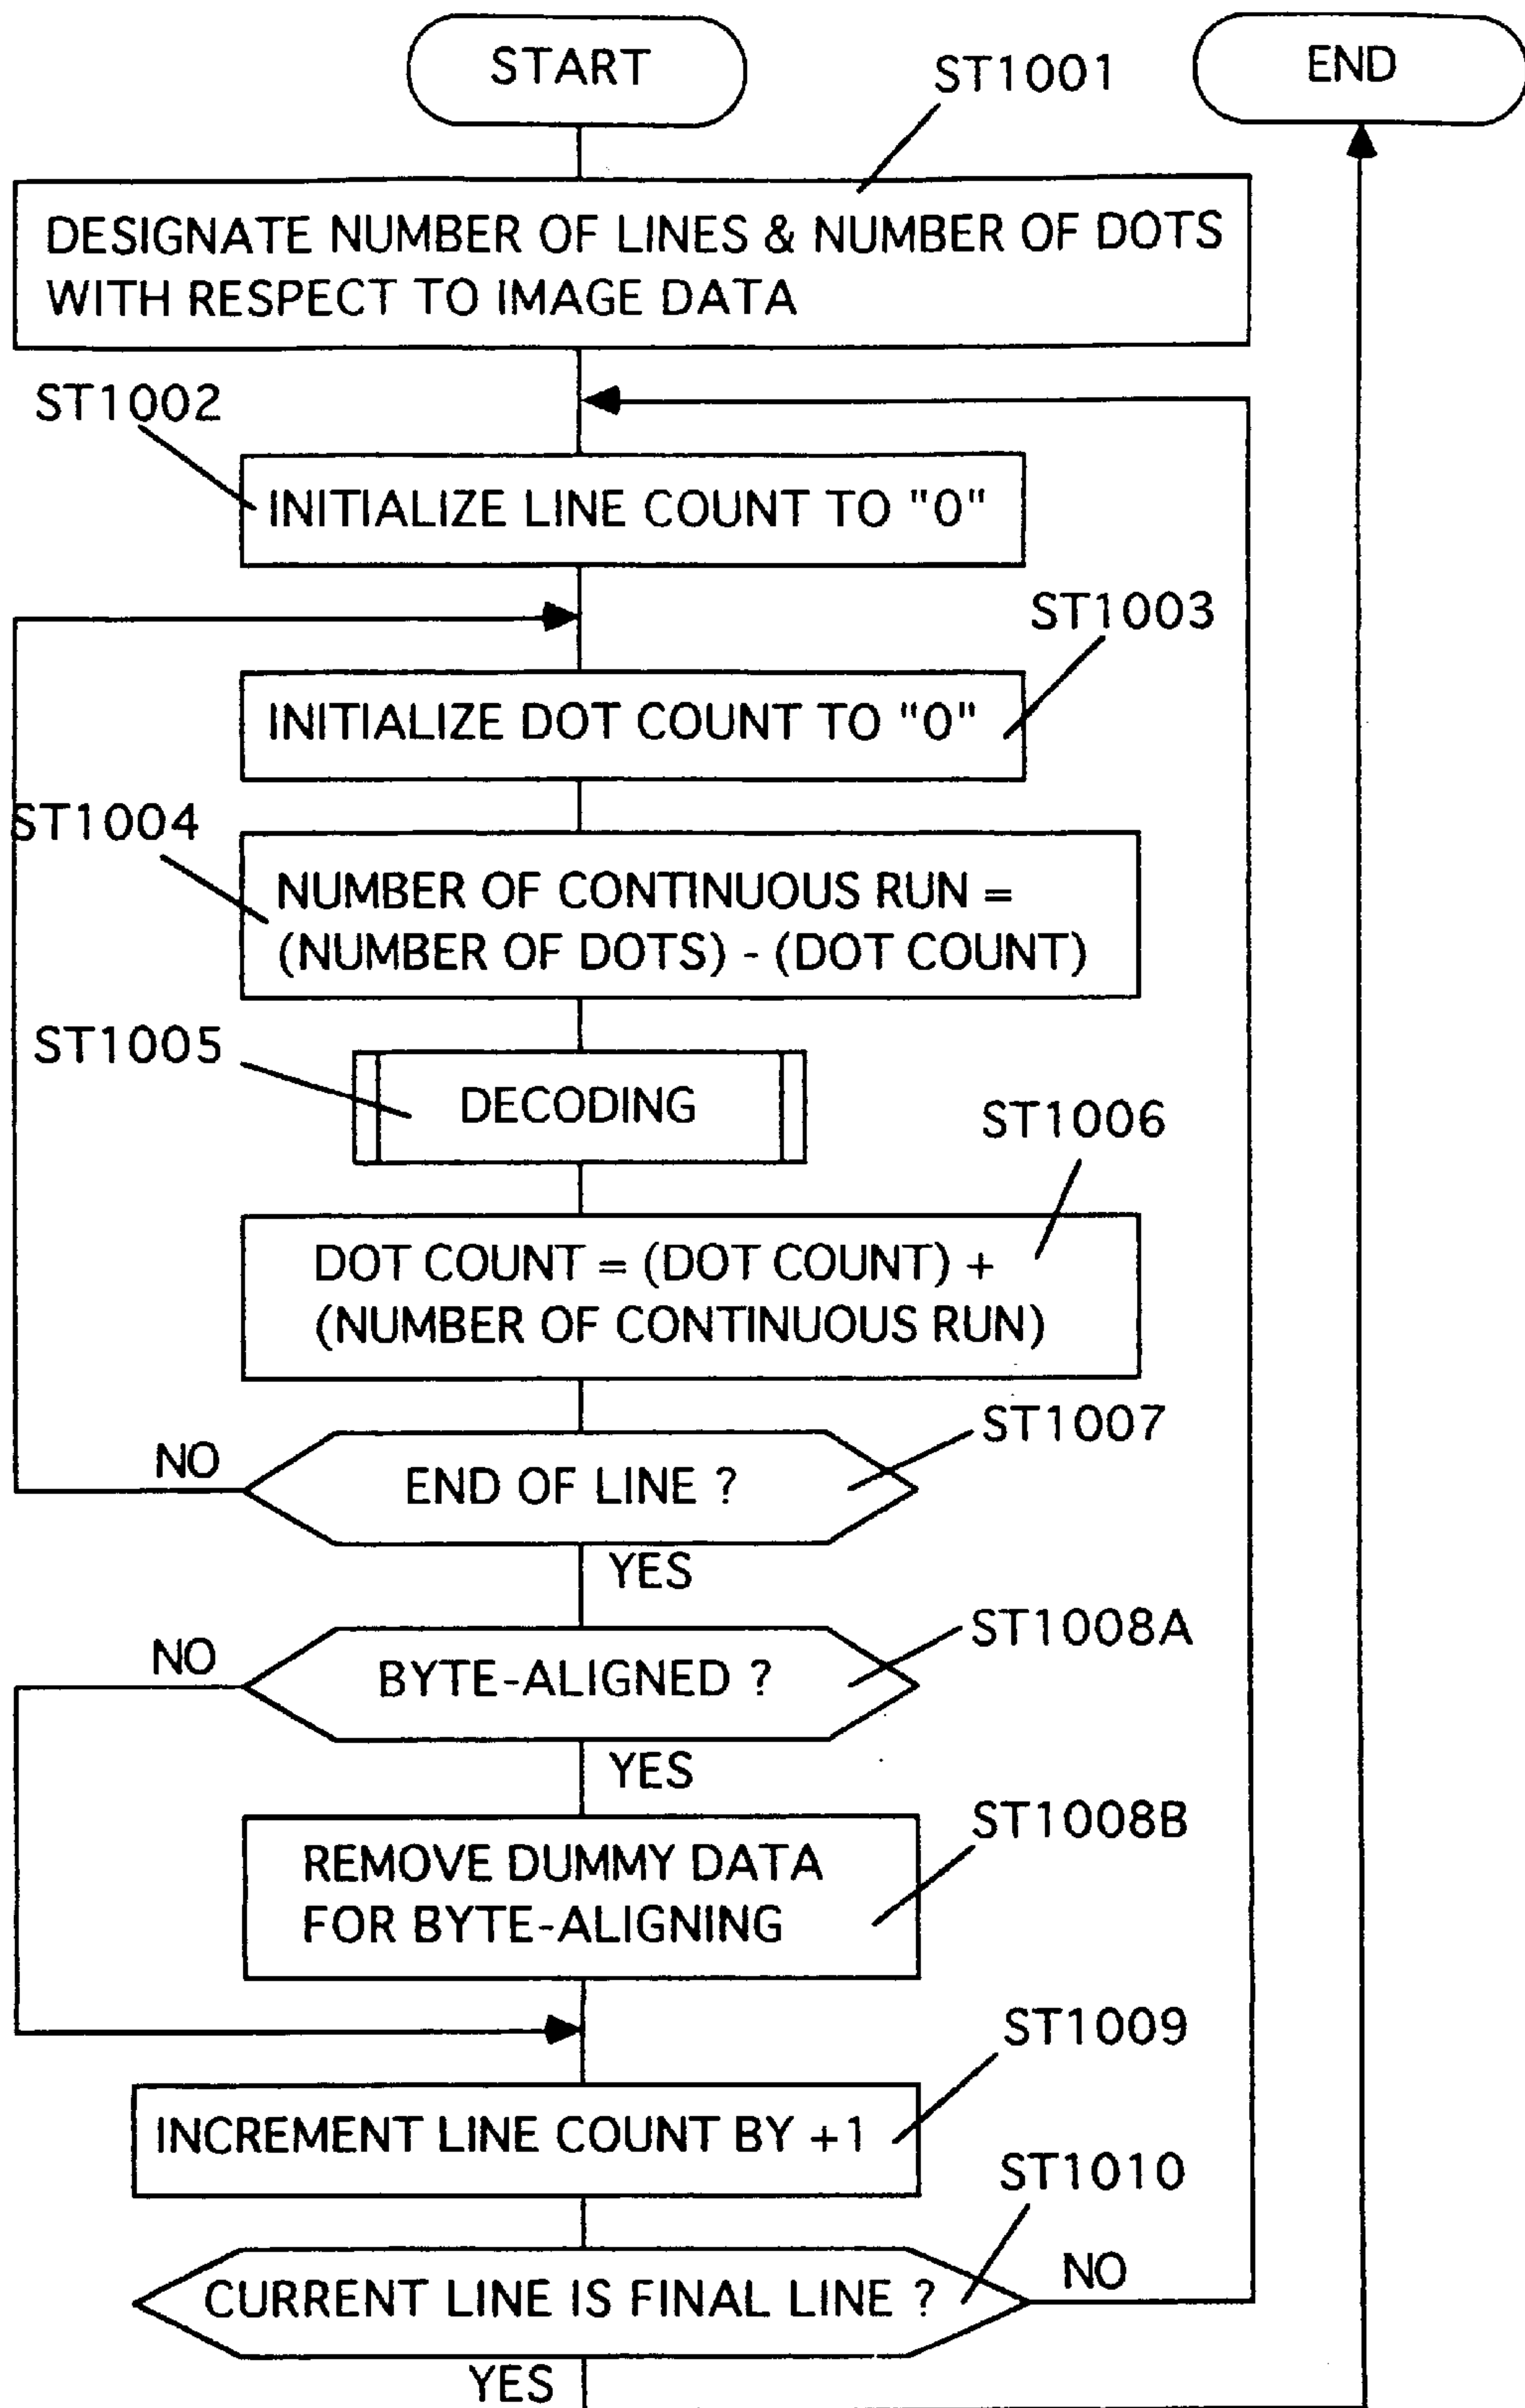 START
END
ST1001
DESIGNATE NUMBER OF LINES & NUMBER OF DOTS
WITH RESPECT TO IMAGE DATA
ST1002
INITIALIZE LINE COUNT TO "0"
ST1003
INITIALIZE DOT COUNT TO "0"
ST1004
NUMBER OF CONTINUOUS RUN =
(NUMBER OF DOTS) - (DOT COUNT)
ST1005
DECODING
ST1006
DOT COUNT = (DOT COUNT) +
(NUMBER OF CONTINUOUS RUN)
ST1007
NO
END OF LINE ?
YES
ST1008A
NO
BYTE-ALIGNED ?
YES
ST1008B
REMOVE DUMMY DATA
FOR BYTE-ALIGNING
ST1009
INCREMENT LINE COUNT BY +1
ST1010
CURRENT LINE IS FINAL LINE ?
NO
YES